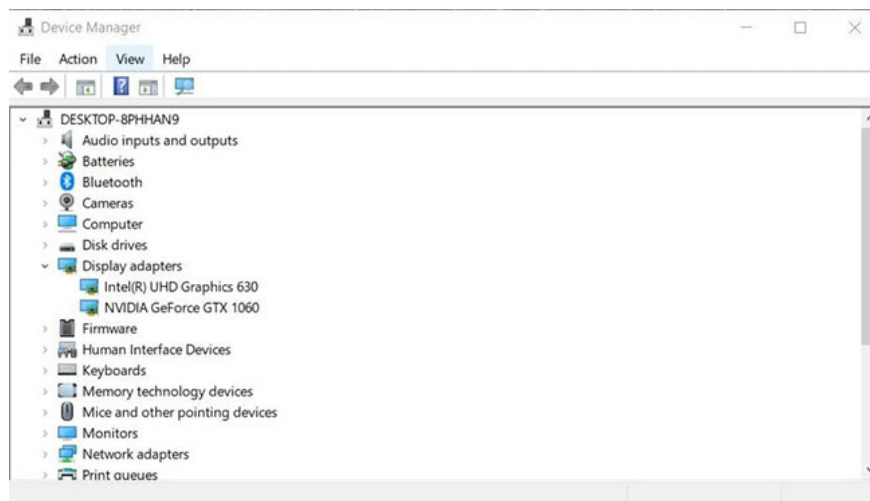 Device Manager
File Action View Help
DESKTOP-8PHHAN9
Audio inputs and outputs
Batteries
Bluetooth
Cameras
Computer
Disk drives
Display adapters
Intel(R) UHD Graphics 630
NVIDIA GeForce GTX 1060
Firmware
Human Interface Devices
Keyboards
Memory technology devices
Mice and other pointing devices
Monitors
Network adapters
Print queues